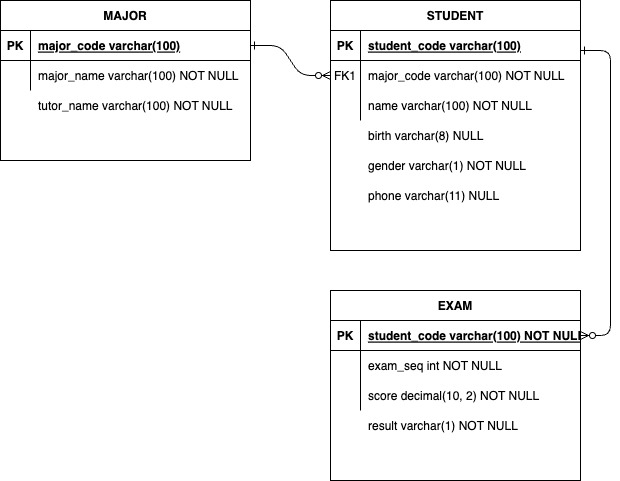 MAJOR
PK major_code varchar(100)
major_name varchar(100) NOT NULL
tutor_name varchar(100) NOT NULL
STUDENT
PK student_code varchar(100)
FK1 major_code varchar(100) NOT NULL
name varchar(100) NOT NULL
birth varchar(8) NULL
gender varchar(1) NOT NULL
phone varchar(11) NULL
EXAM
PK student_code varchar(100) NOT NULL
exam_seq int NOT NULL
score decimal(10, 2) NOT NULL
result varchar(1) NOT NULL